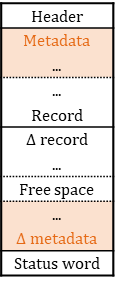 Header
Metadata
...
...
Record
Δ record
...
Free space
...
Δ metadata
Status word